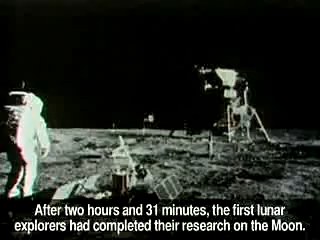 After two hours and 31 minutes, the first lunar
explorers had completed their research on the Moon.